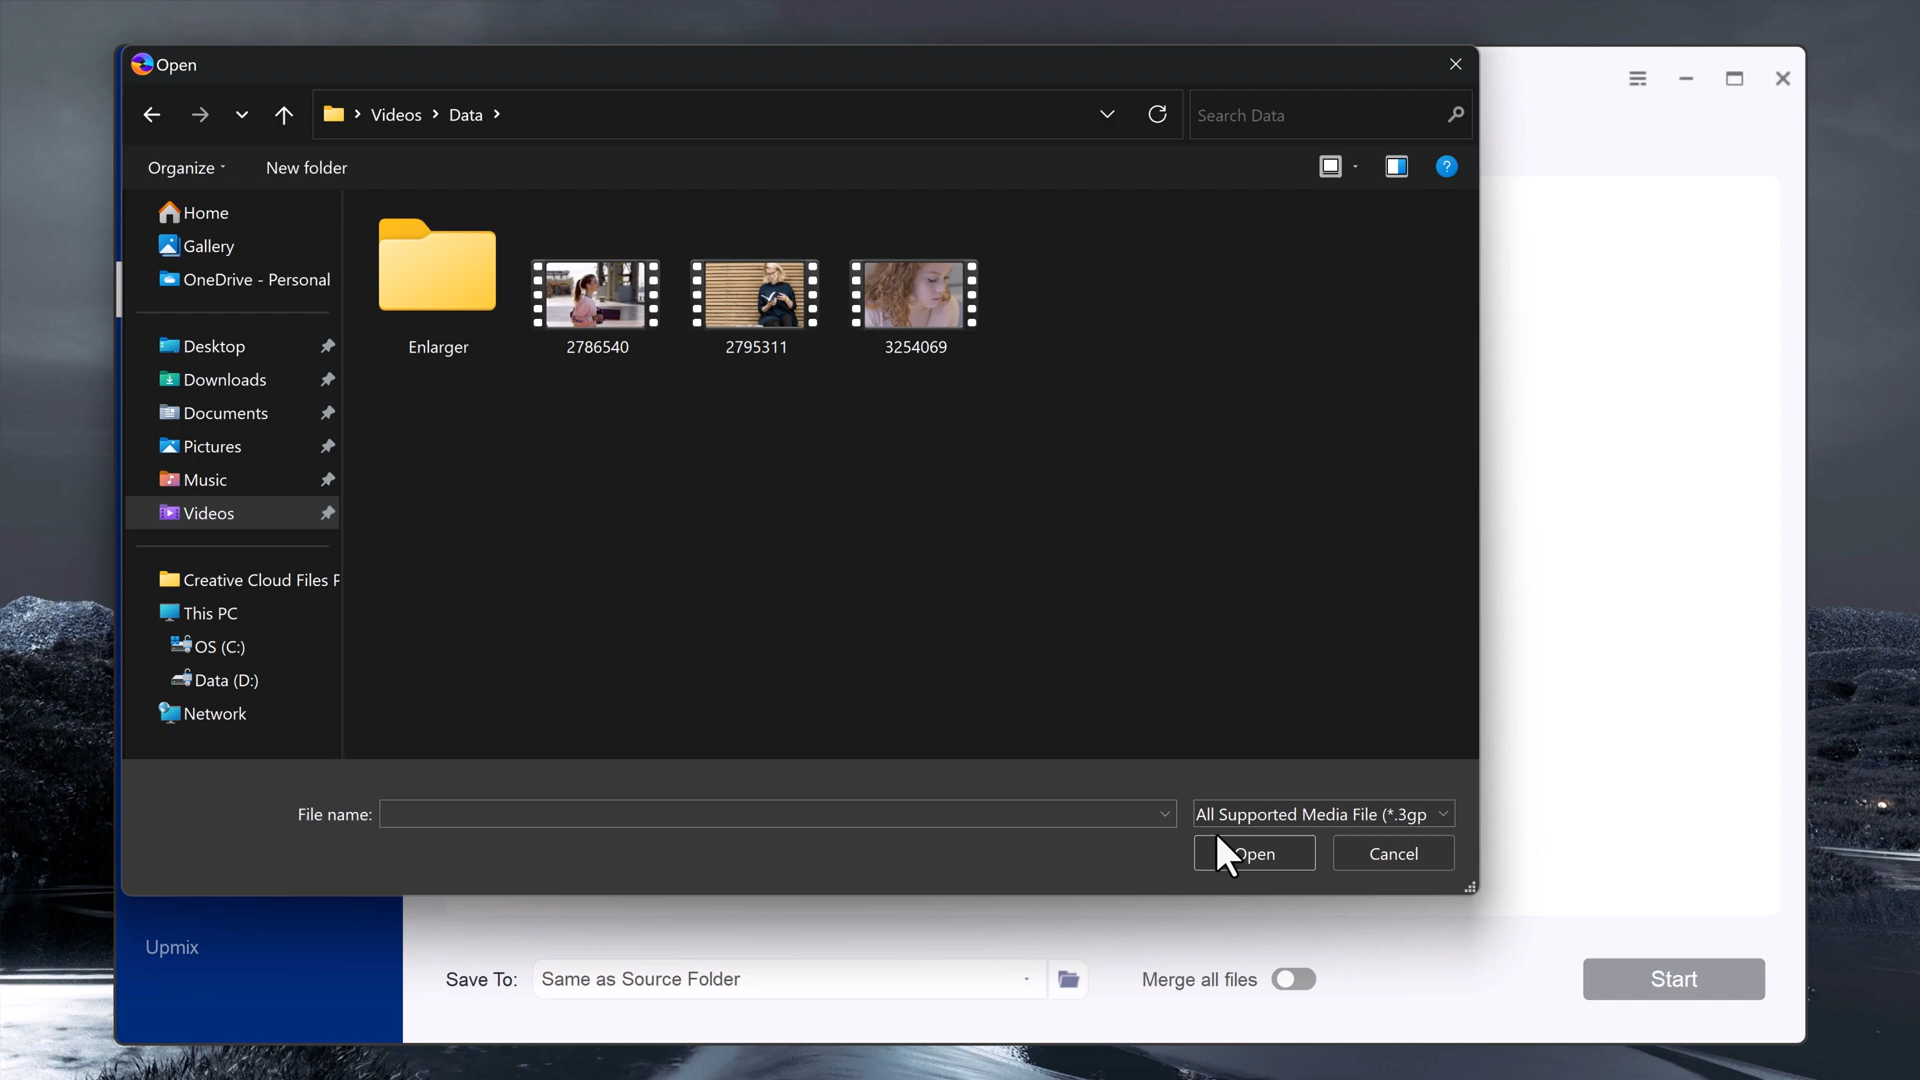 Open
Videos
Data
Search Data
Organize
New folder
?
Home
Gallery
OneDrive - Personal
Desktop
Downloads
Documents
Pictures
Music
Videos
Creative Cloud Files F
This PC
OS (C:)
Data (D:)
Network
Enlarger
2786540
2795311
3254069
File name:
All Supported Media File (*.3gp
Open
Cancel
Upmix
Save To:
Same as Source Folder
Merge all files
Start